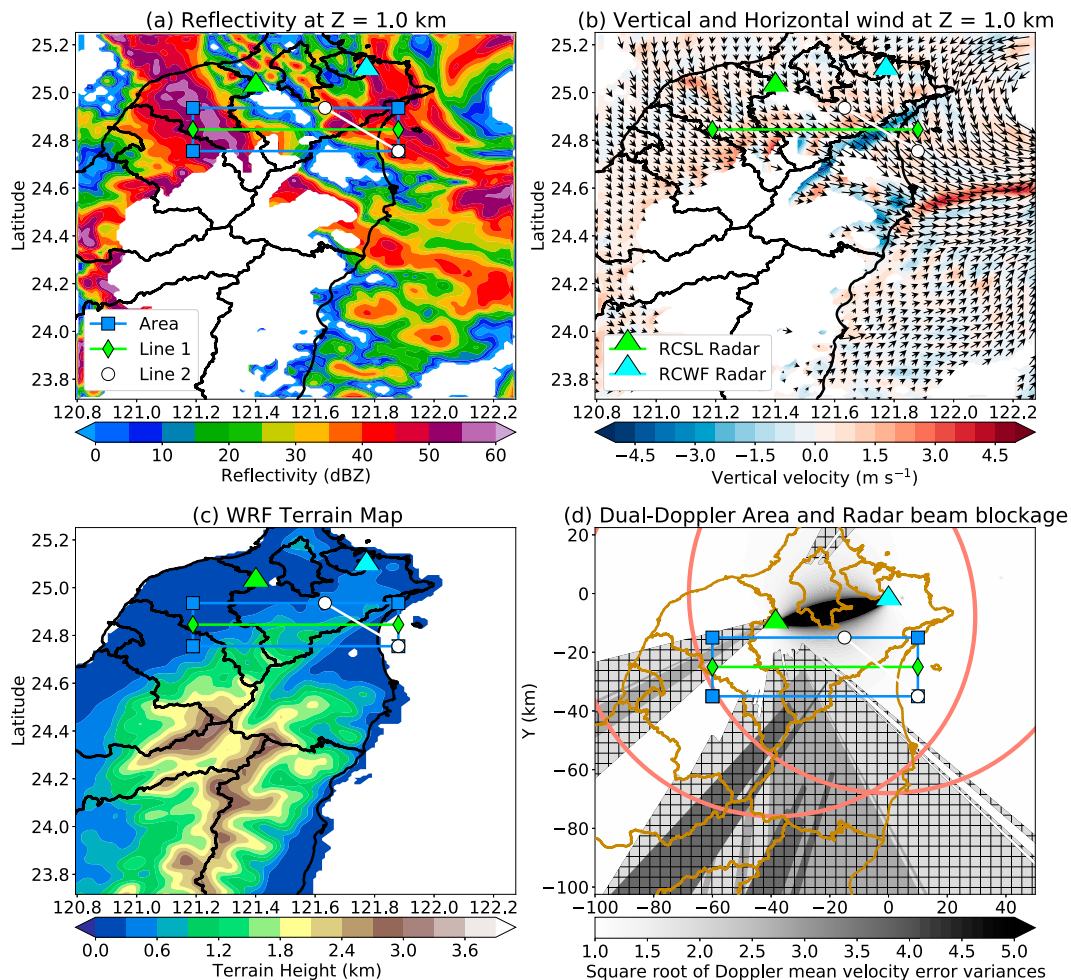 (a) Reflectivity at Z = 1.0 km
25.2
25.0
24.8
24.6
24.4
24.2
24.0
23.8
Latitude
Area
Line 1
Line 2
120.8 121.0 121.2 121.4 121.6 121.8 122.0 122.2
0 5 10 15 20 25 30 35 40 45 50 55 60
Reflectivity (dBZ)
(b) Vertical and Horizontal wind at Z = 1.0 km
25.2
25.0
24.8
24.6
24.4
24.2
24.0
23.8
Latitude
RCSL Radar
RCWF Radar
120.8 121.0 121.2 121.4 121.6 121.8 122.0 122.2
−4.5 −3.0 −1.5 0.0 1.5 3.0 4.5
Vertical velocity (m s⁻¹)
(c) WRF Terrain Map
25.2
25.0
24.8
24.6
24.4
24.2
24.0
23.8
Latitude
120.8 121.0 121.2 121.4 121.6 121.8 122.0 122.2
0.0 0.6 1.2 1.8 2.4 3.0 3.6
Terrain Height (km)
(d) Dual-Doppler Area and Radar beam blockage
20
0
−20
−40
−60
−80
−100
Y (km)
−100 −80 −60 −40 −20 0 20 40
1.0 1.5 2.0 2.5 3.0 3.5 4.0 4.5 5.0
Square root of Doppler mean velocity error variances